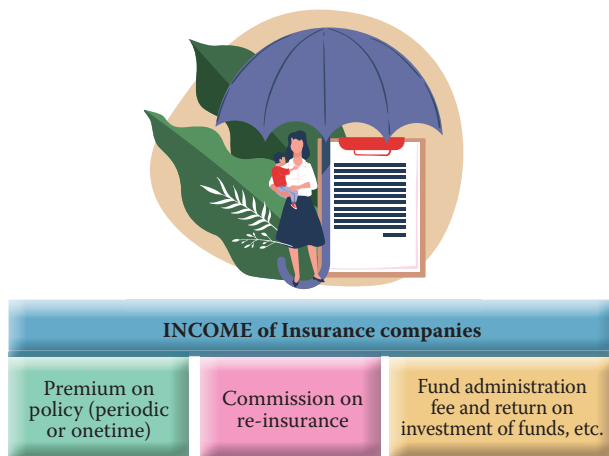 INCOME of Insurance companies
Premium on
policy (periodic
or onetime)
Commission on
re-insurance
Fund administration
fee and return on
investment of funds, etc.